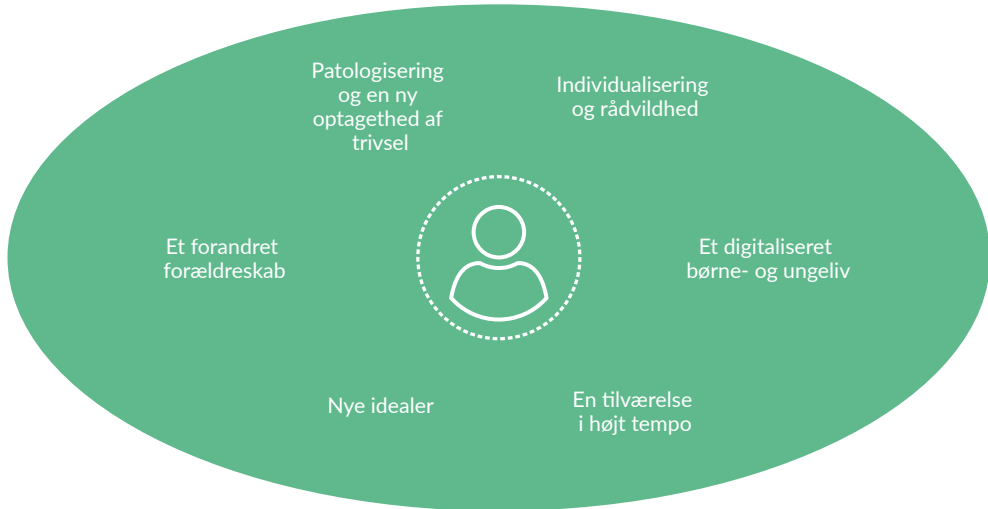 Patologisering
og en ny
optagethed af
trivsel
Individualisering
og rådvildhed
Et forandret
forældreskab
Et digitaliseret
børne- og ungeliv
Nye idealer
En tilværelse
i højt tempo